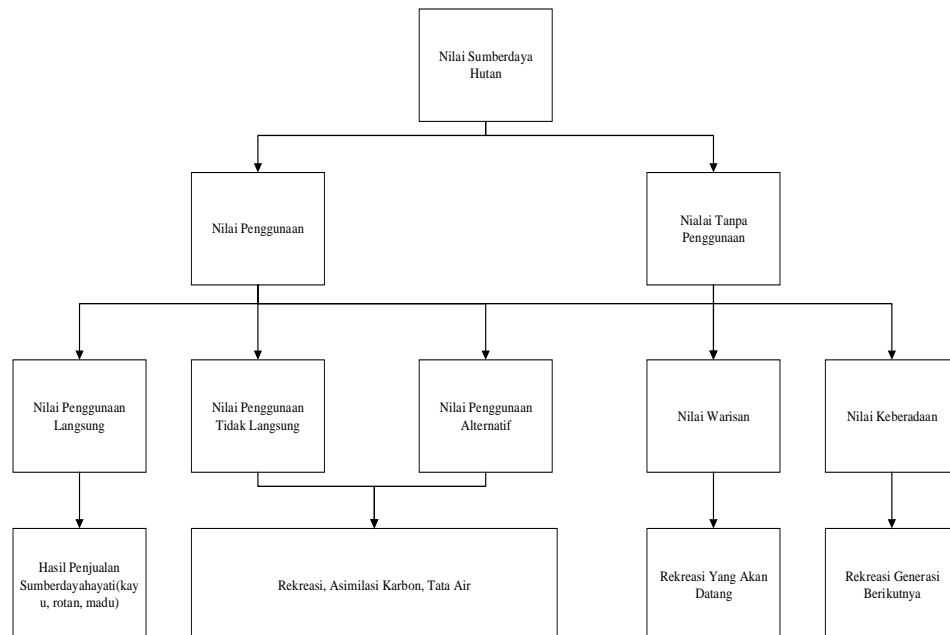 Nilai Sumberdaya
Hutan
Nilai Penggunaan
Nialai Tanpa
Penggunaan
Nilai Penggunaan
Langsung
Nilai Penggunaan
Tidak Langsung
Nilai Penggunaan
Alternatif
Nilai Warisan
Nilai Keberadaan
Hasil Penjualan
Sumberdayahayati(kay
u, rotan, madu)
Rekreasi, Asimilasi Karbon, Tata Air
Rekreasi Yang Akan
Datang
Rekreasi Generasi
Berikutnya